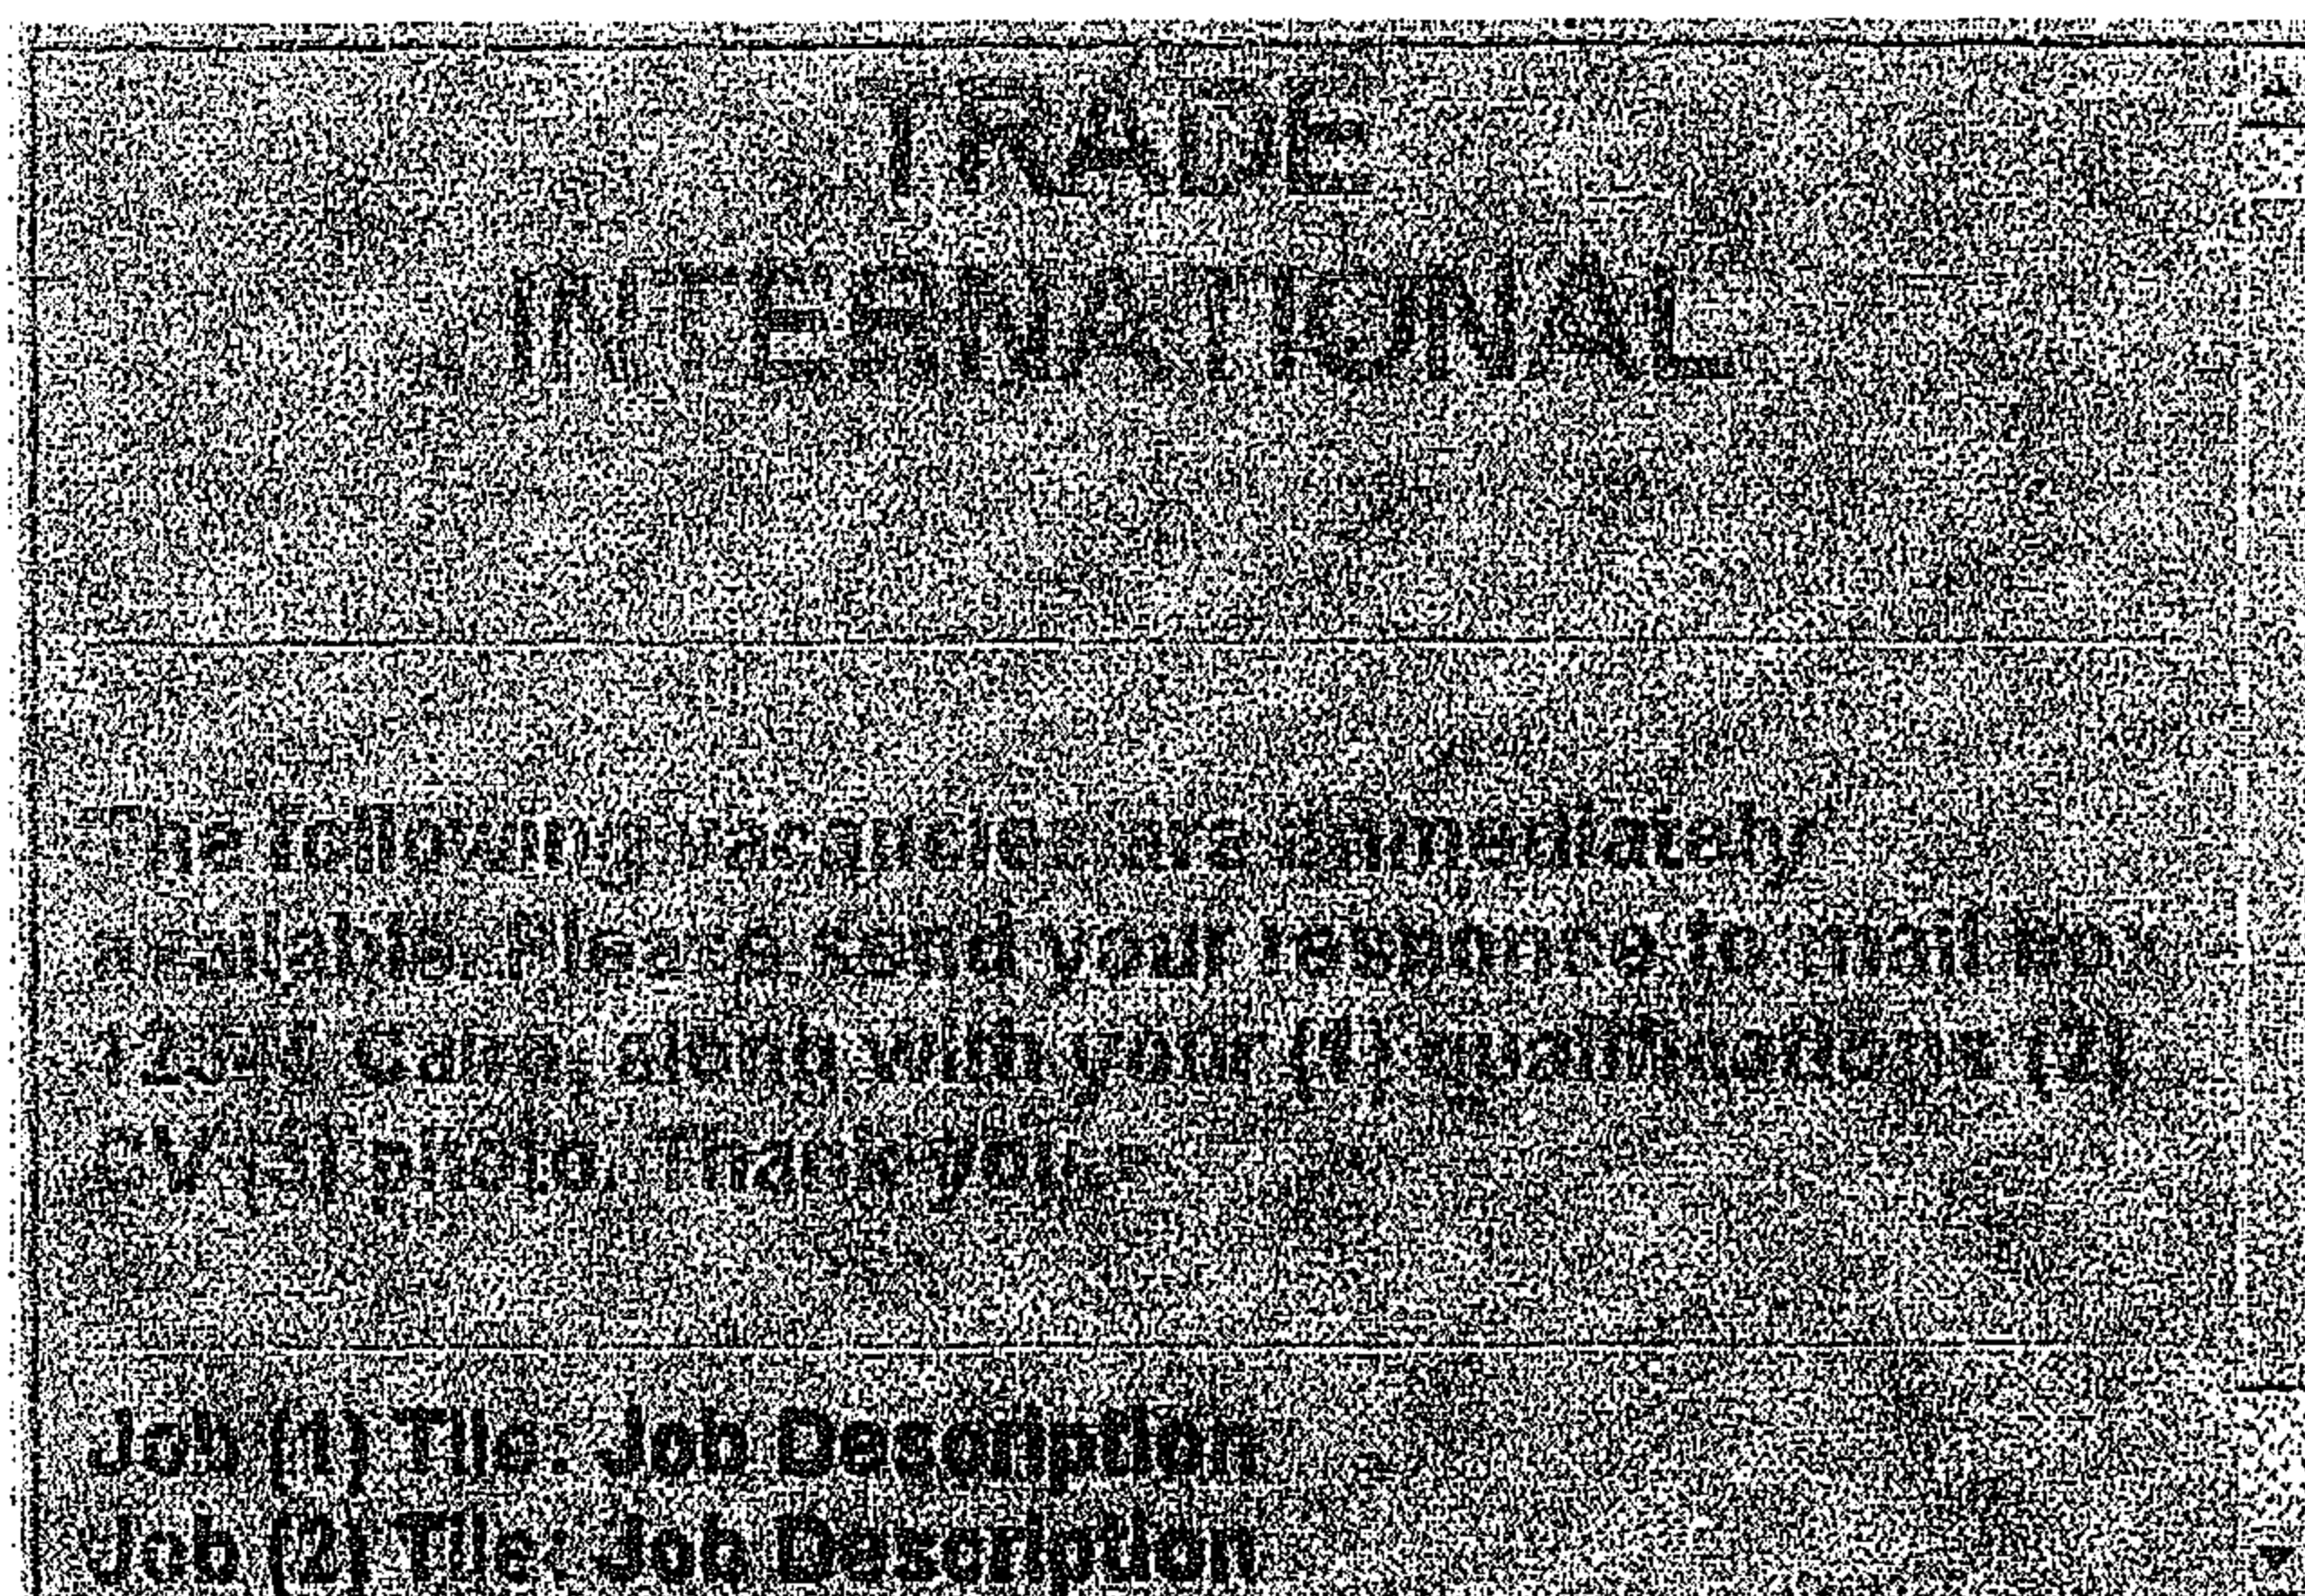 TRADE
INTERNATIONAL
The following vacancies are immediately
available. Please send your response to mail box
Cairo, along with your (1) qualifications (2)
CV (3) photo. Thank you.
Job (1) Tile: Job Description
Job (2) Tile: Job Description